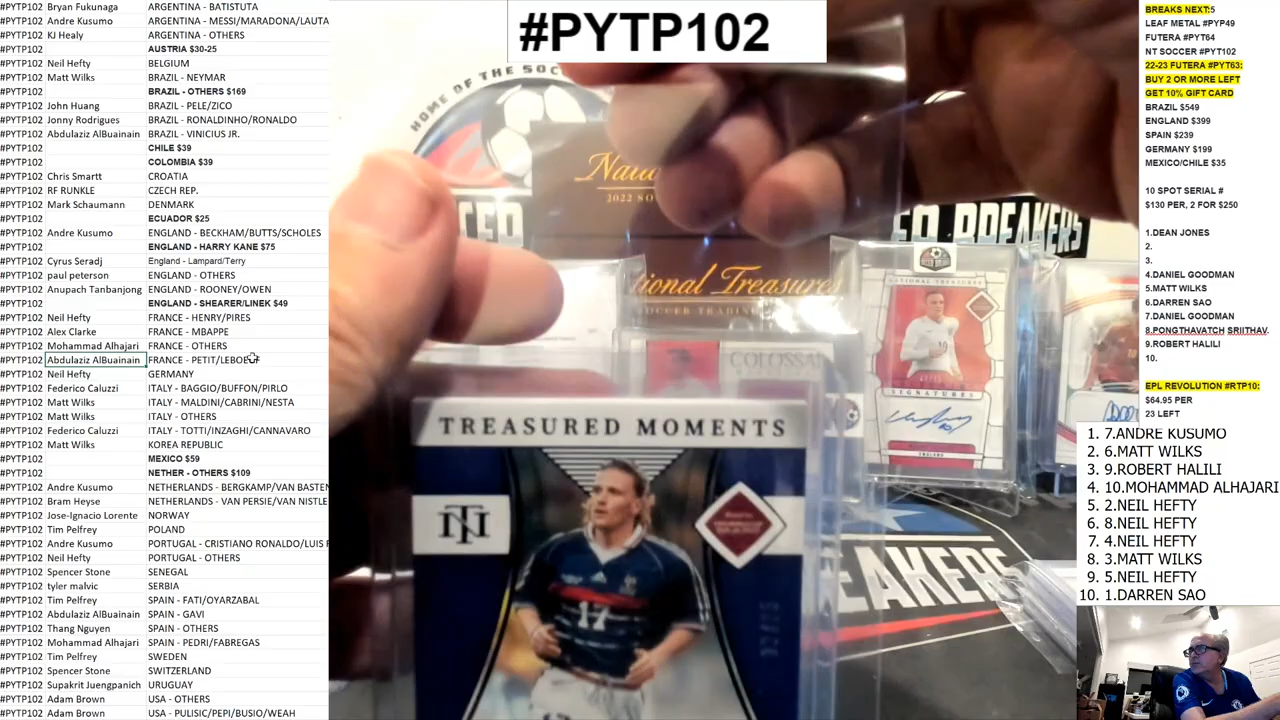 #PYTP102 Bryan Fukunaga ARGENTINA - BATISTUTA
#PYTP102 Andre Kusumo ARGENTINA - MESSI/MARADONA/LAUTA
#PYTP102 KJ Healy ARGENTINA - OTHERS
#PYTP102 AUSTRIA $30-25
#PYTP102 Neil Hefty BELGIUM
#PYTP102 Matt Wilks BRAZIL - NEYMAR
#PYTP102 BRAZIL - OTHERS $169
#PYTP102 John Huang BRAZIL - PELE/ZICO
#PYTP102 Jonny Rodrigues BRAZIL - RONALDINHO/RONALDO
#PYTP102 Abdulaziz AlBuainain BRAZIL - VINICIUS JR.
#PYTP102 CHILE $39
#PYTP102 COLOMBIA $39
#PYTP102 Chris Smartt CROATIA
#PYTP102 RF RUNKLE CZECH REP.
#PYTP102 Mark Schaumann DENMARK
#PYTP102 ECUADOR $25
#PYTP102 Andre Kusumo ENGLAND - BECKHAM/BUTTS/SCHOLES
#PYTP102 ENGLAND - HARRY KANE $75
#PYTP102 Cyrus Seradj England - Lampard/Terry
#PYTP102 paul peterson ENGLAND - OTHERS
#PYTP102 Anupach Tanbanjong ENGLAND - ROONEY/OWEN
#PYTP102 ENGLAND - SHEARER/LINEK $49
#PYTP102 Neil Hefty FRANCE - HENRY/PIRES
#PYTP102 Alex Clarke FRANCE - MBAPPE
#PYTP102 Mohammad Alhajari FRANCE - OTHERS
#PYTP102 Abdulaziz AlBuainain FRANCE - PETIT/LEBOEUF
#PYTP102 Neil Hefty GERMANY
#PYTP102 Federico Caluzzi ITALY - BAGGIO/BUFFON/PIRLO
#PYTP102 Matt Wilks ITALY - MALDINI/CABRINI/NESTA
#PYTP102 Matt Wilks ITALY - OTHERS
#PYTP102 Federico Caluzzi ITALY - TOTTI/INZAGHI/CANNAVARO
#PYTP102 Matt Wilks KOREA REPUBLIC
#PYTP102 MEXICO $59
#PYTP102 NETHER - OTHERS $109
#PYTP102 Andre Kusumo NETHERLANDS - BERGKAMP/VAN BASTEN
#PYTP102 Bram Heyse NETHERLANDS - VAN PERSIE/VAN NISTLE
#PYTP102 Jose-Ignacio Lorente NORWAY
#PYTP102 Tim Pelfrey POLAND
#PYTP102 Andre Kusumo PORTUGAL - CRISTIANO RONALDO/LUIS F
#PYTP102 Neil Hefty PORTUGAL - OTHERS
#PYTP102 Spencer Stone SENEGAL
#PYTP102 tyler malvic SERBIA
#PYTP102 Tim Pelfrey SPAIN - FATI/OYARZABAL
#PYTP102 Abdulaziz AlBuainain SPAIN - GAVI
#PYTP102 Thang Nguyen SPAIN - OTHERS
#PYTP102 Mohammad Alhajari SPAIN - PEDRI/FABREGAS
#PYTP102 Tim Pelfrey SWEDEN
#PYTP102 Spencer Stone SWITZERLAND
#PYTP102 Supakrit Juengpanich URUGUAY
#PYTP102 Adam Brown USA - OTHERS
#PYTP102 Adam Brown USA - PULISIC/PEPI/BUSIO/WEAH
#PYTP102
HOME OF THE SOC
2022 SO
ional Treasures
SOCCER TRADING
BREAKERS
COLOSSAL
NATIONAL TREASURES
SIGNATURES
ENGLAND
TREASURED MOMENTS
NT
17
EAKERS
BREAKS NEXT:5
LEAF METAL #PYP49
FUTERA #PYT64
NT SOCCER #PYT102
22-23 FUTERA #PYT63:
BUY 2 OR MORE LEFT
GET 10% GIFT CARD
BRAZIL $549
ENGLAND $399
SPAIN $239
GERMANY $199
MEXICO/CHILE $35
10 SPOT SERIAL #
$130 PER, 2 FOR $250
1.DEAN JONES
2.
3.
4.DANIEL GOODMAN
5.MATT WILKS
6.DARREN SAO
7.DANIEL GOODMAN
8.PONGTHAVATCH SRIITHAV.
9.ROBERT HALILI
10.
EPL REVOLUTION #RTP10:
$64.95 PER
23 LEFT
1. 7.ANDRE KUSUMO
2. 6.MATT WILKS
3. 9.ROBERT HALILI
4. 10.MOHAMMAD ALHAJARI
5. 2.NEIL HEFTY
6. 8.NEIL HEFTY
7. 4.NEIL HEFTY
8. 3.MATT WILKS
9. 5.NEIL HEFTY
10. 1.DARREN SAO